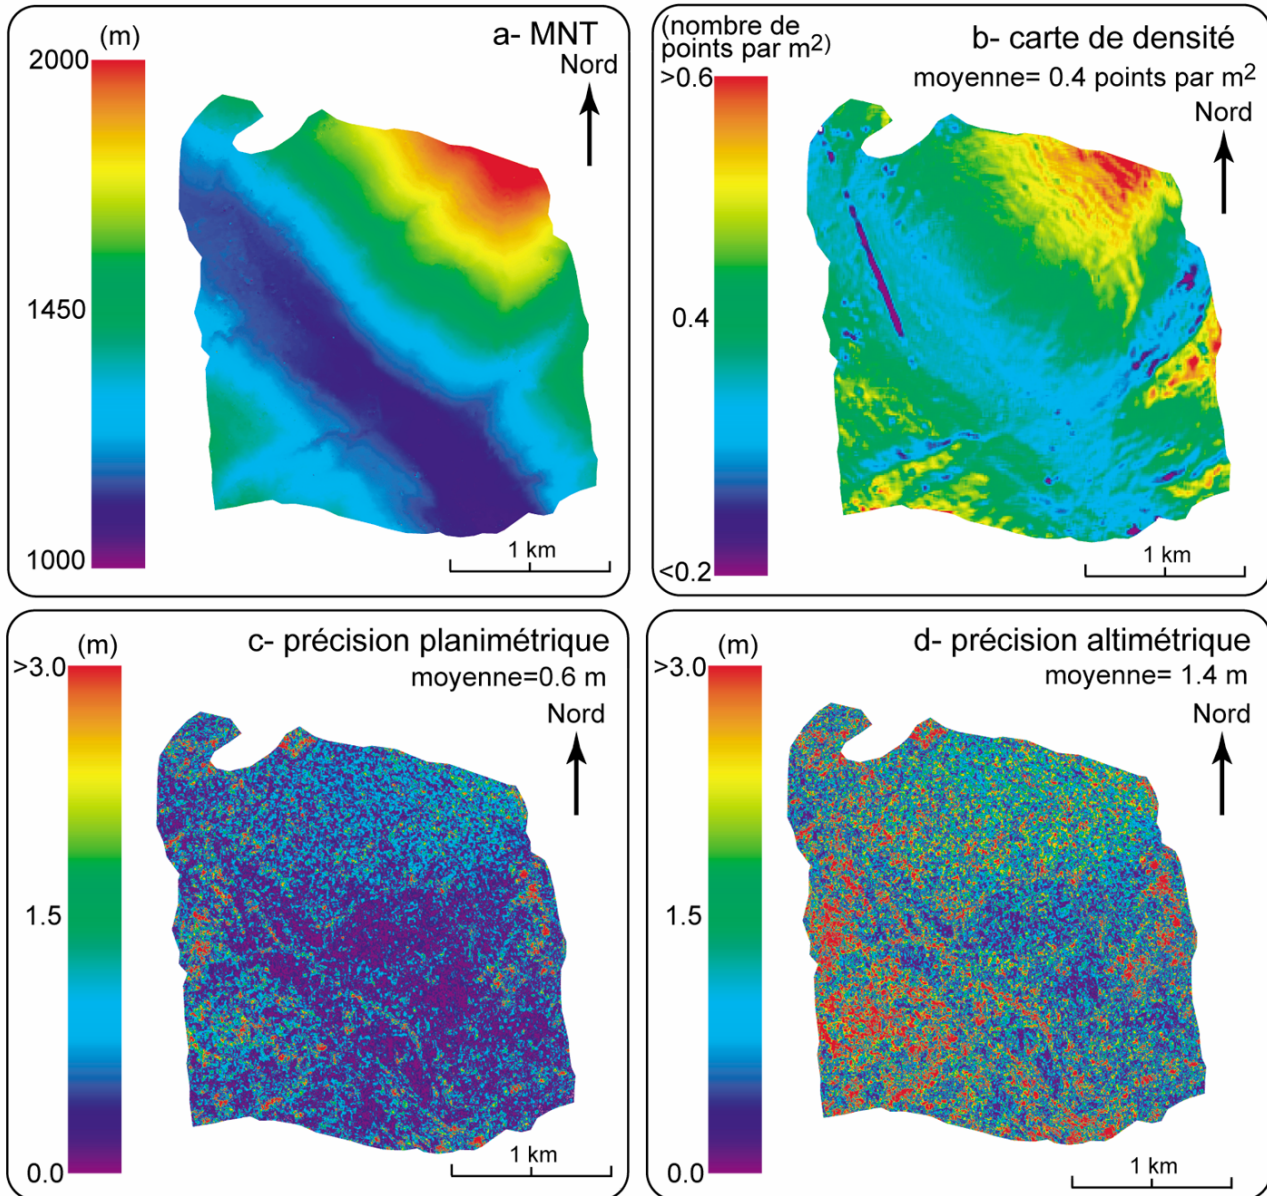 (m)
a- MNT
Nord
2000
1450
1000
1 km
(nombre de
points par m2)
b- carte de densité
moyenne= 0.4 points par m2
Nord
>0.6
0.4
<0.2
1 km
(m)
c- précision planimétrique
moyenne=0.6 m
Nord
>3.0
1.5
0.0
1 km
(m)
d- précision altimétrique
moyenne= 1.4 m
Nord
>3.0
1.5
0.0
1 km